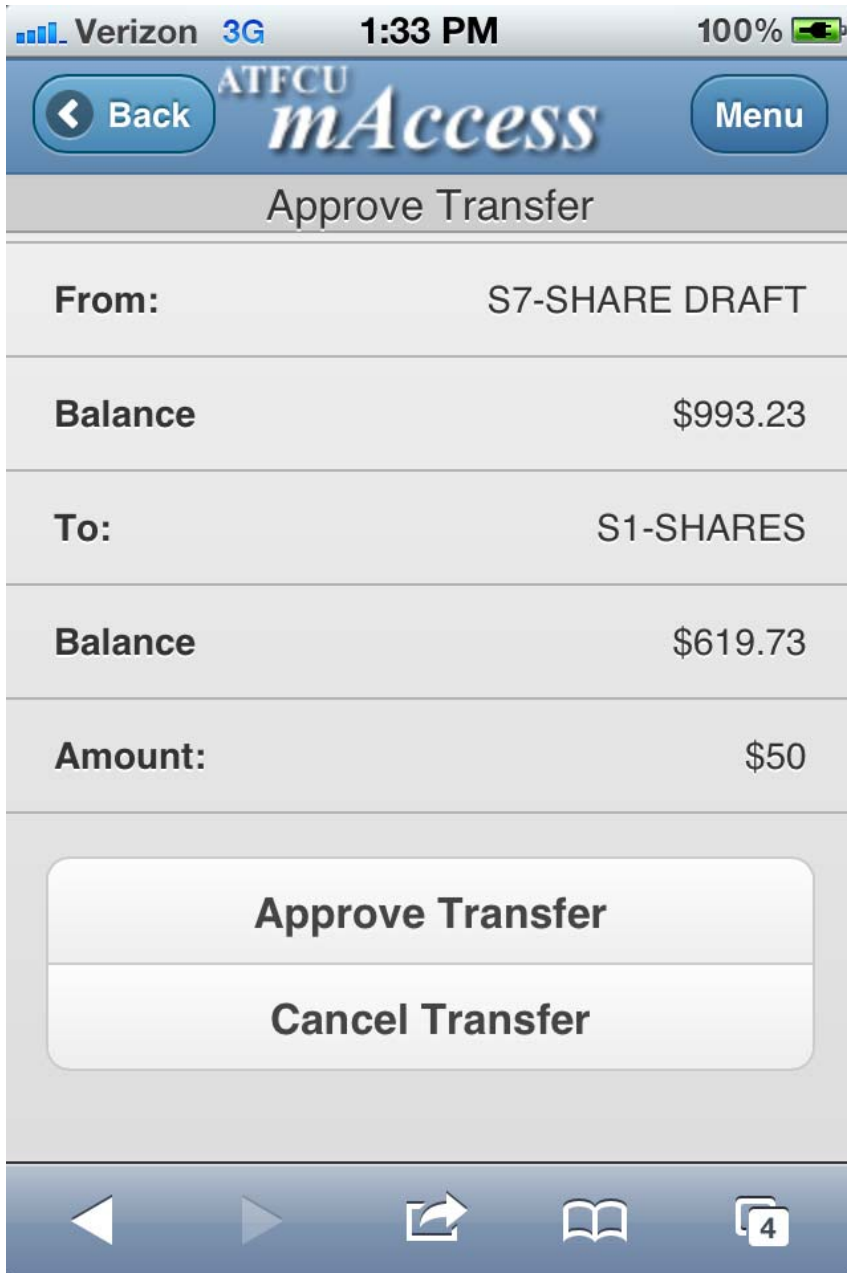 Verizon 3G 1:33 PM 100%
Back ATFCU mAccess Menu
Approve Transfer
From: S7-SHARE DRAFT
Balance $993.23
To: S1-SHARES
Balance $619.73
Amount: $50
Approve Transfer
Cancel Transfer
4